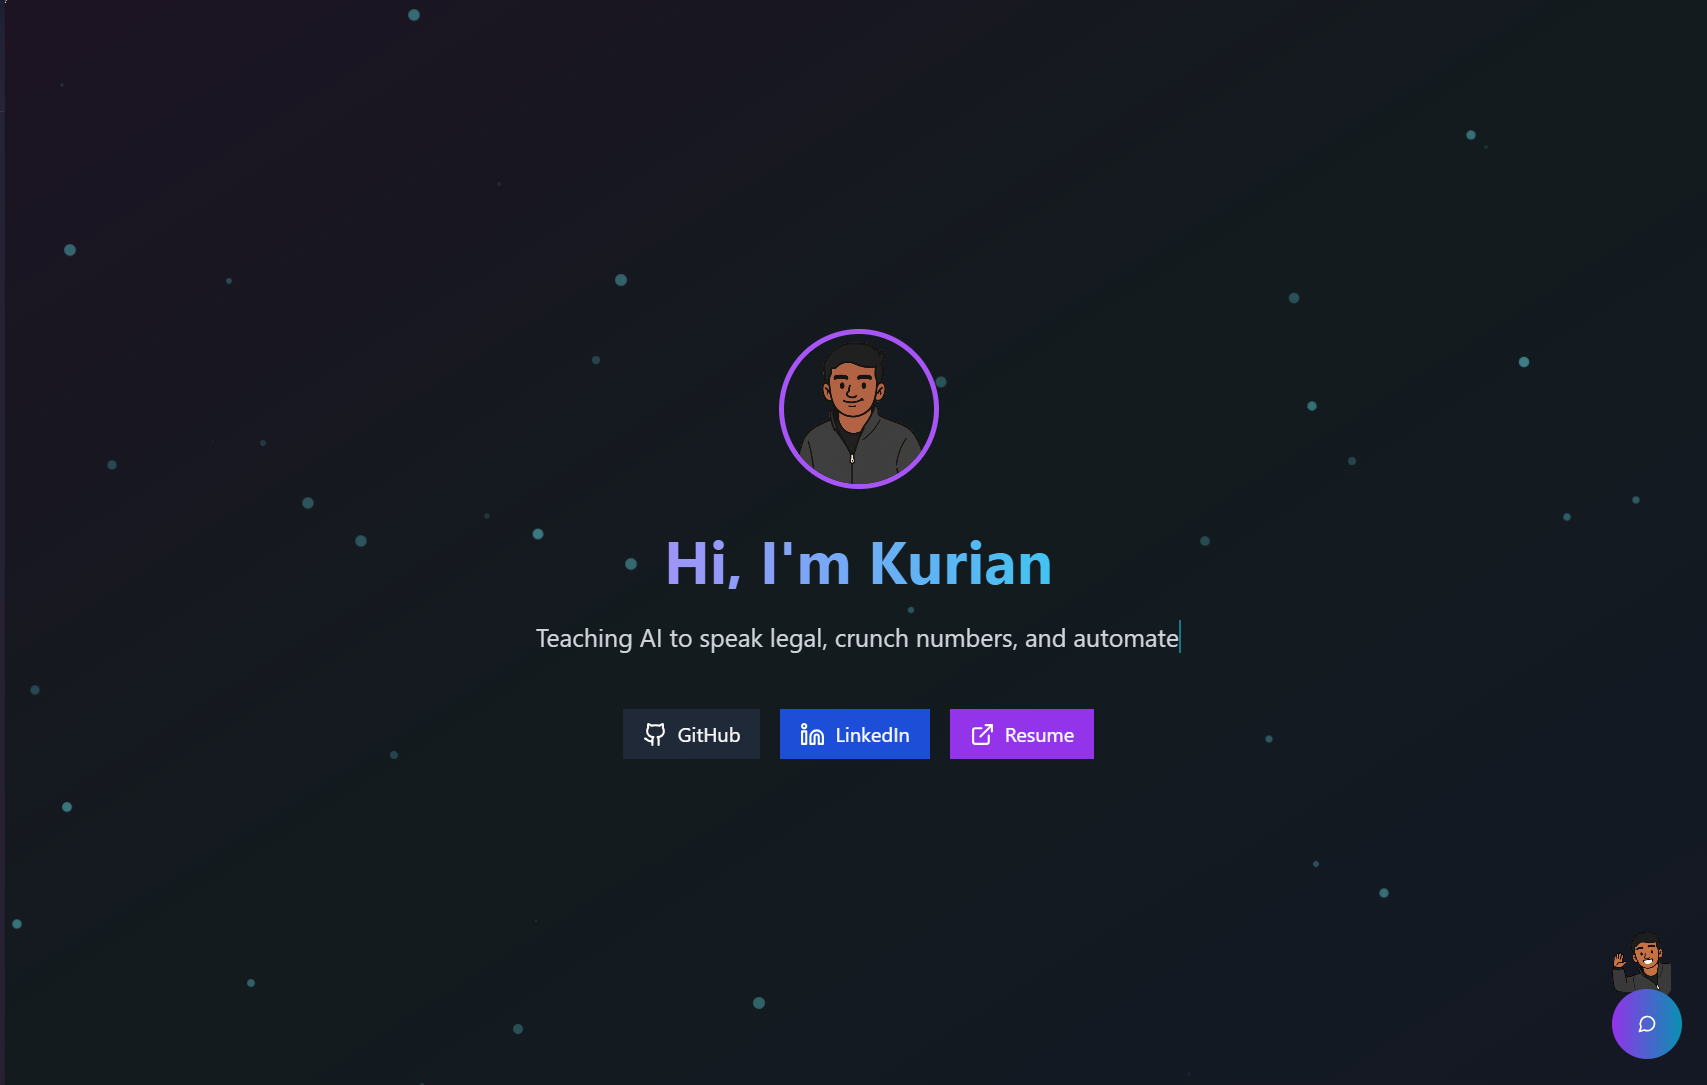 Hi, I'm Kurian
Teaching AI to speak legal, crunch numbers, and automate
GitHub
LinkedIn
Resume